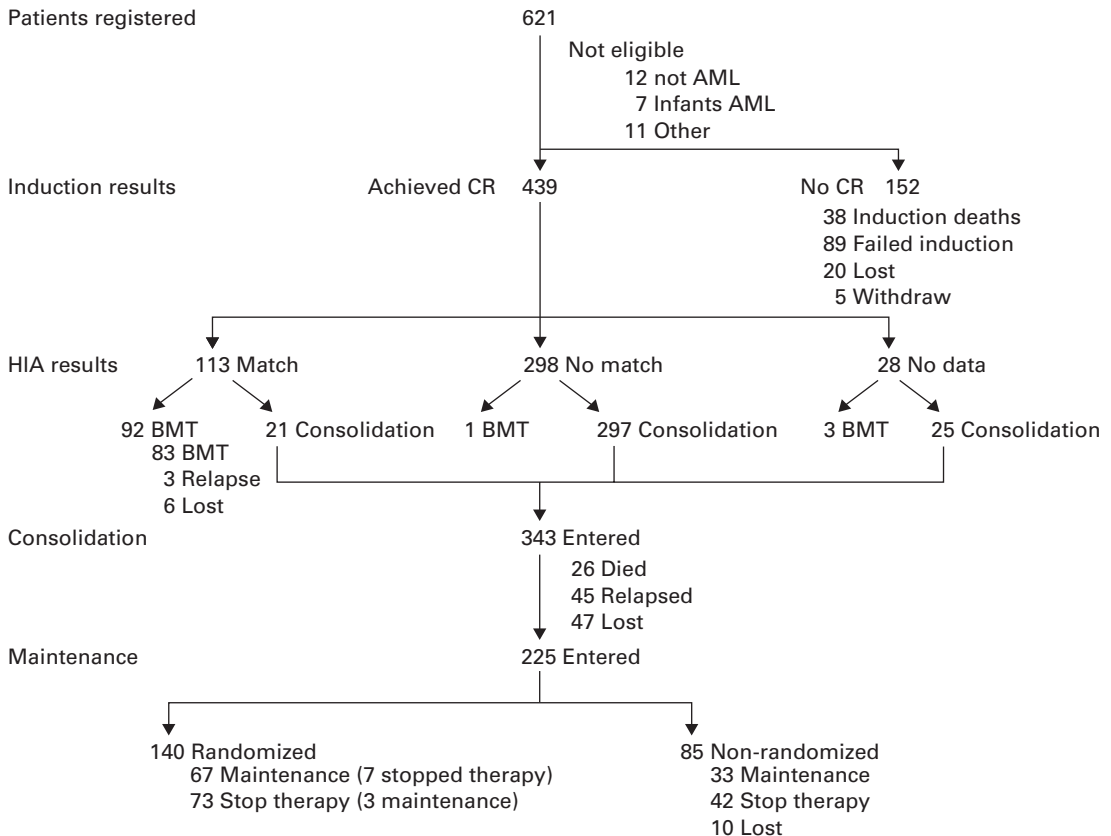 Patients registered 621
Not eligible
12 not AML
7 Infants AML
11 Other
Induction results Achieved CR 439 No CR 152
38 Induction deaths
89 Failed induction
20 Lost
5 Withdraw
HIA results 113 Match 298 No match 28 No data
92 BMT 21 Consolidation 1 BMT 297 Consolidation 3 BMT 25 Consolidation
83 BMT
3 Relapse
6 Lost
Consolidation 343 Entered
26 Died
45 Relapsed
47 Lost
Maintenance 225 Entered
140 Randomized 85 Non-randomized
67 Maintenance (7 stopped therapy) 33 Maintenance
73 Stop therapy (3 maintenance) 42 Stop therapy
10 Lost